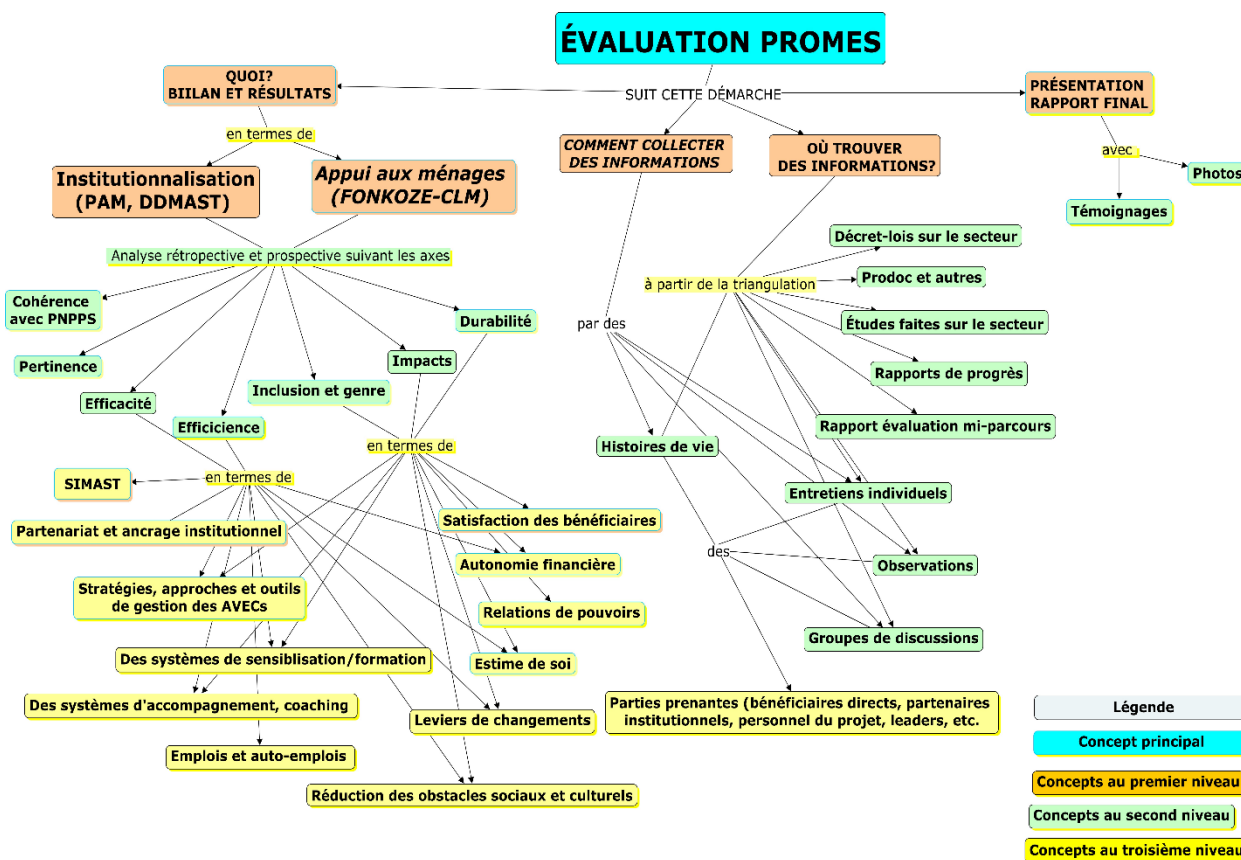 ÉVALUATION PROMES
QUOI?
BIILAN ET RÉSULTATS
SUIT CETTE DÉMARCHE
PRÉSENTATION
RAPPORT FINAL
en termes de
COMMENT COLLECTER
DES INFORMATIONS
OÙ TROUVER
DES INFORMATIONS?
avec
Photos
Témoignages
Institutionnalisation
(PAM, DDMAST)
Appui aux ménages
(FONKOZE-CLM)
Analyse rétropective et prospective suivant les axes
Décret-lois sur le secteur
à partir de la triangulation
Prodoc et autres
Cohérence
avec PNPPS
Durabilité
par des
Études faites sur le secteur
Pertinence
Impacts
Rapports de progrès
Inclusion et genre
Efficacité
Efficicience
Rapport évaluation mi-parcours
Histoires de vie
en termes de
SIMAST
en termes de
Entretiens individuels
Satisfaction des bénéficiaires
Partenariat et ancrage institutionnel
des
Autonomie financière
Observations
Stratégies, approches et outils
de gestion des AVECs
Relations de pouvoirs
Groupes de discussions
Des systèmes de sensiblisation/formation
Estime de soi
Des systèmes d'accompagnement, coaching
Leviers de changements
Parties prenantes (bénéficiaires directs, partenaires
institutionnels, personnel du projet, leaders, etc.
Emplois et auto-emplois
Réduction des obstacles sociaux et culturels
Légende
Concept principal
Concepts au premier niveau
Concepts au second niveau
Concepts au troisième niveau